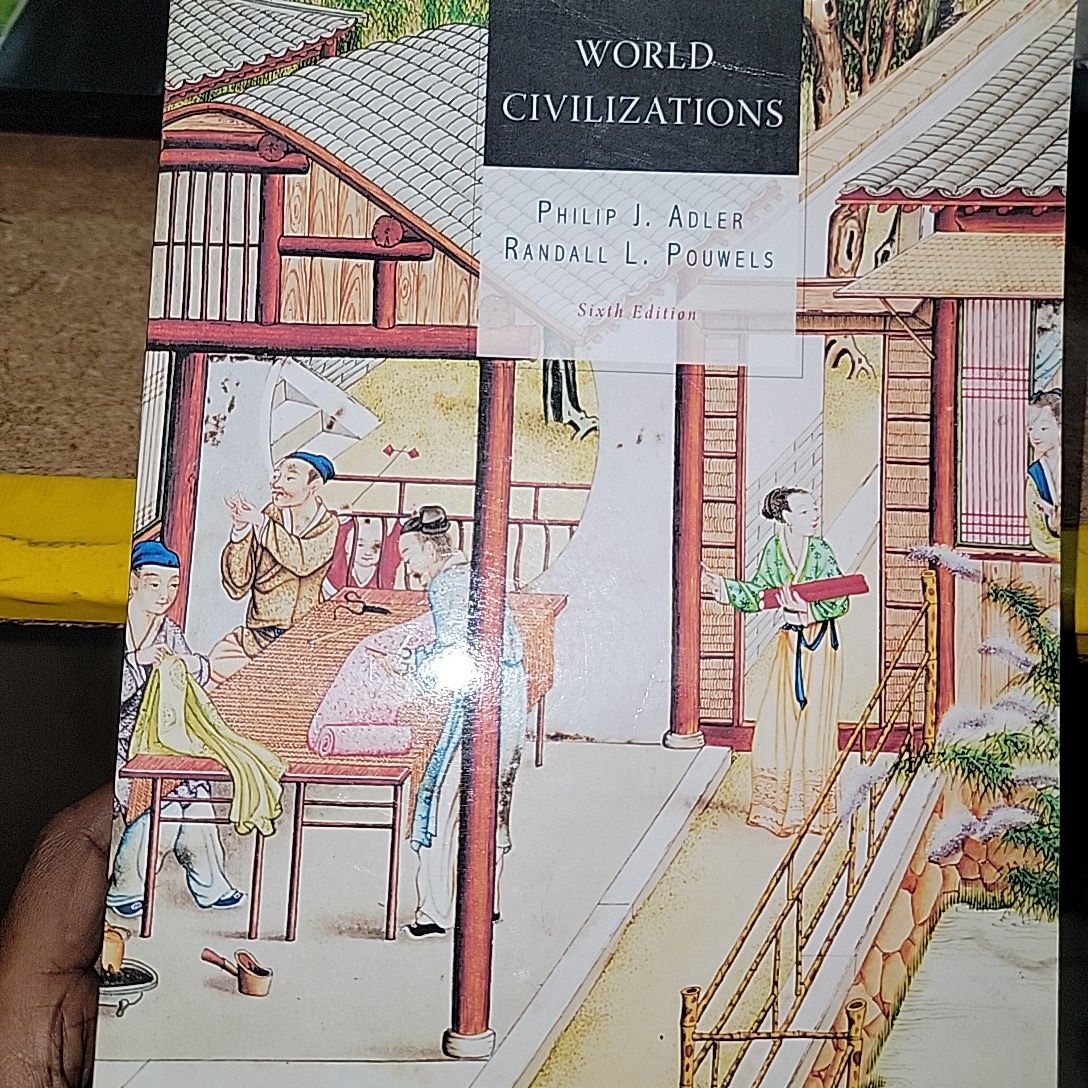 WORLD
CIVILIZATIONS
PHILIP J. ADLER
RANDALL L. POUWELS
Sixth Edition